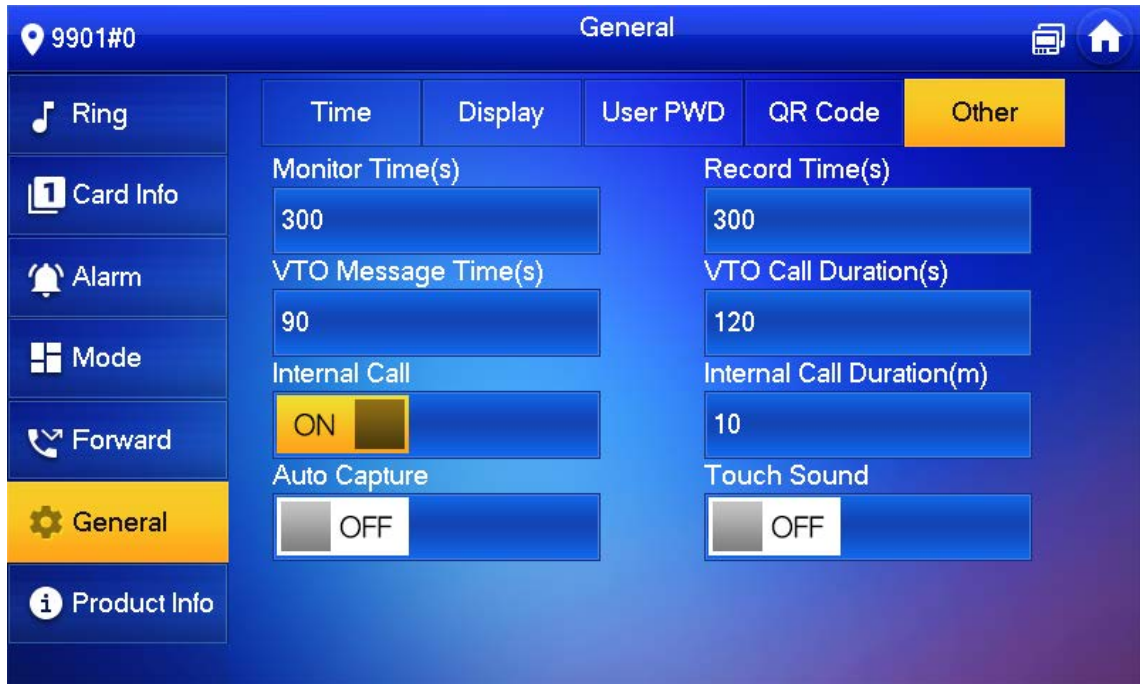 9901#0
General
Ring
Card Info
Alarm
Mode
Forward
General
Product Info
Time Display User PWD QR Code Other
Monitor Time(s) Record Time(s)
300 300
VTO Message Time(s) VTO Call Duration(s)
90 120
Internal Call Internal Call Duration(m)
ON 10
Auto Capture Touch Sound
OFF OFF